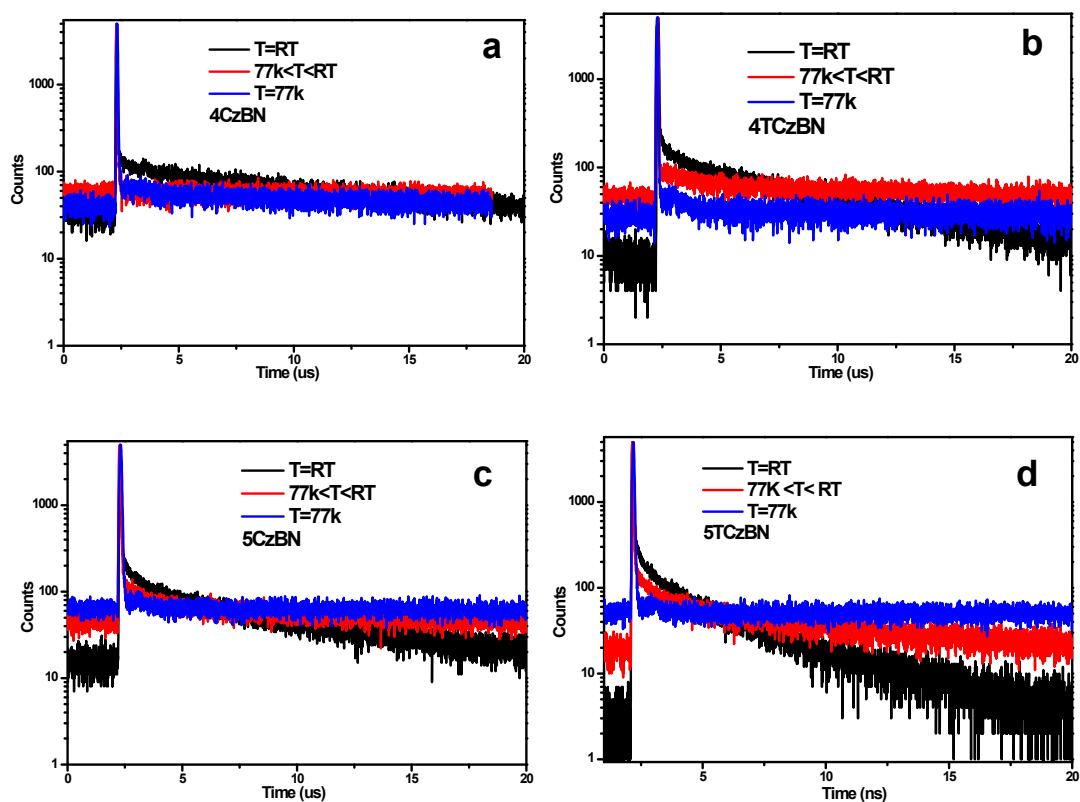 a
T=RT
77k<T<RT
T=77k
4CzBN
1000
100
10
1
Counts
0 5 10 15 20
Time (us)
b
T=RT
77k<T<RT
T=77k
4TCzBN
1000
100
10
1
Counts
0 5 10 15 20
Time (us)
c
T=RT
77k<T<RT
T=77k
5CzBN
1000
100
10
1
Counts
0 5 10 15 20
Time (us)
d
T=RT
77K <T< RT
T=77k
5TCzBN
1000
100
10
1
Counts
5 10 15 20
Time (ns)